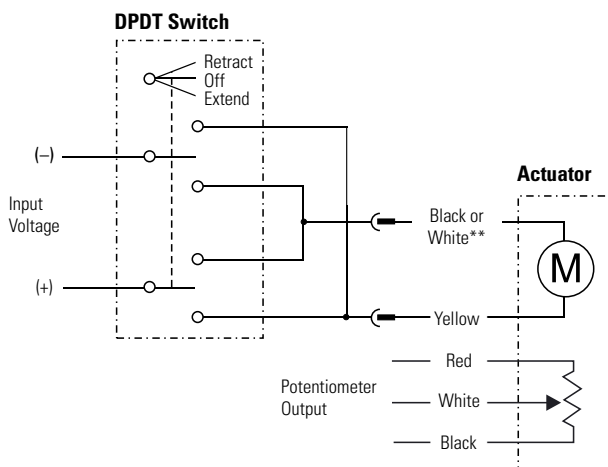 DPDT Switch
Retract
Off
Extend
(–)
Input
Voltage
(+)
Actuator
Black or
White**
M
Yellow
Red
Potentiometer
Output
White
Black